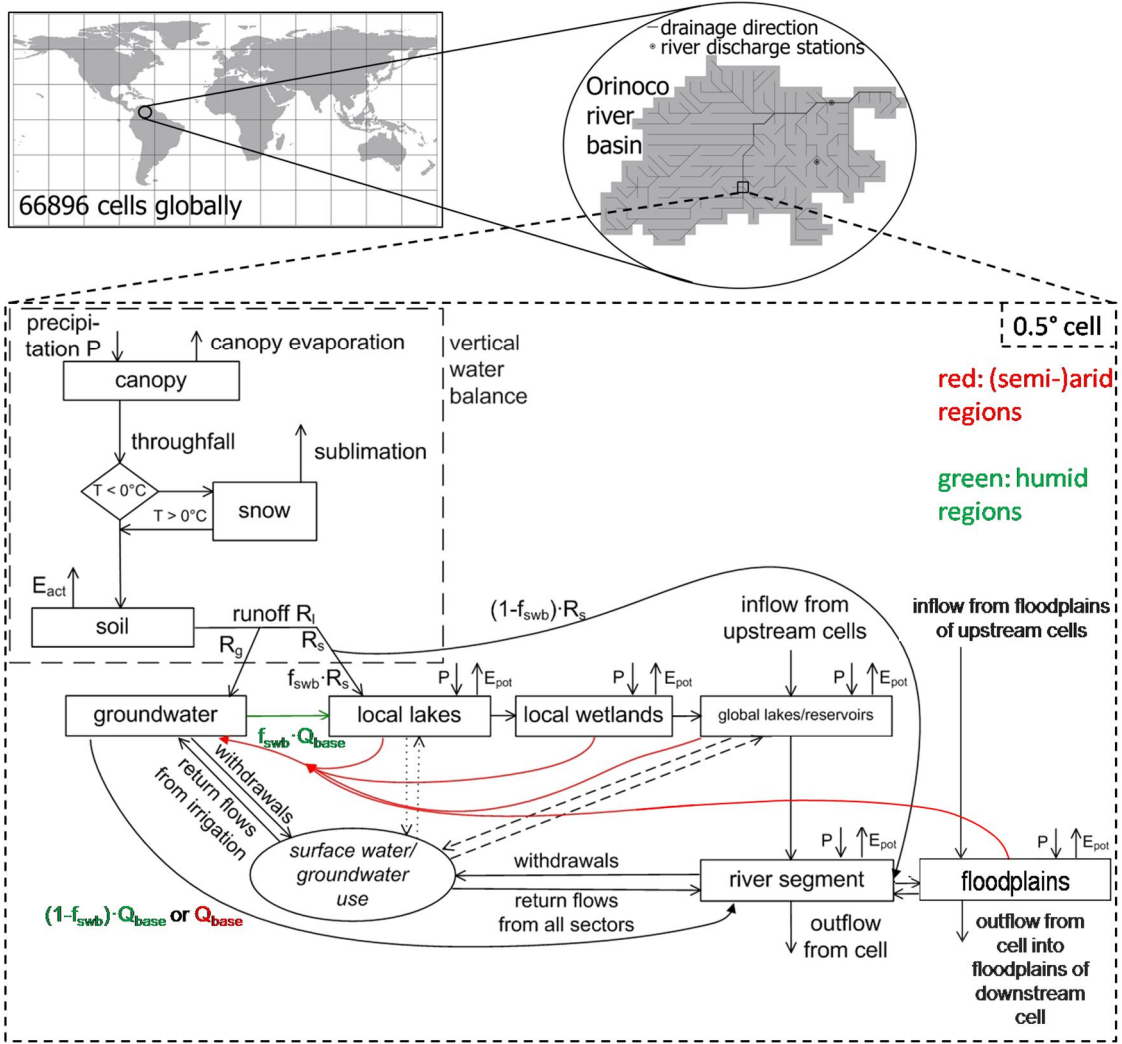 66896 cells globally
drainage direction
river discharge stations
Orinoco
river
basin
0.5° cell
precipi-
tation P
canopy evaporation
canopy
vertical
water
balance
red: (semi-)arid
regions
green: humid
regions
throughfall
sublimation
T < 0°C
T > 0°C
snow
E_act
soil
runoff R_l
R_g
R_s
(1-f_swb)·R_s
f_swb·R_s
inflow from
upstream cells
inflow from floodplains
of upstream cells
P
E_pot
P
E_pot
P
E_pot
groundwater
local lakes
local wetlands
global lakes/reservoirs
f_swb·Q_base
withdrawals
return flows
from irrigation
surface water/
groundwater
use
withdrawals
return flows
from all sectors
P
E_pot
P
E_pot
river segment
floodplains
(1-f_swb)·Q_base or Q_base
outflow
from cell
outflow from
cell into
floodplains of
downstream
cell